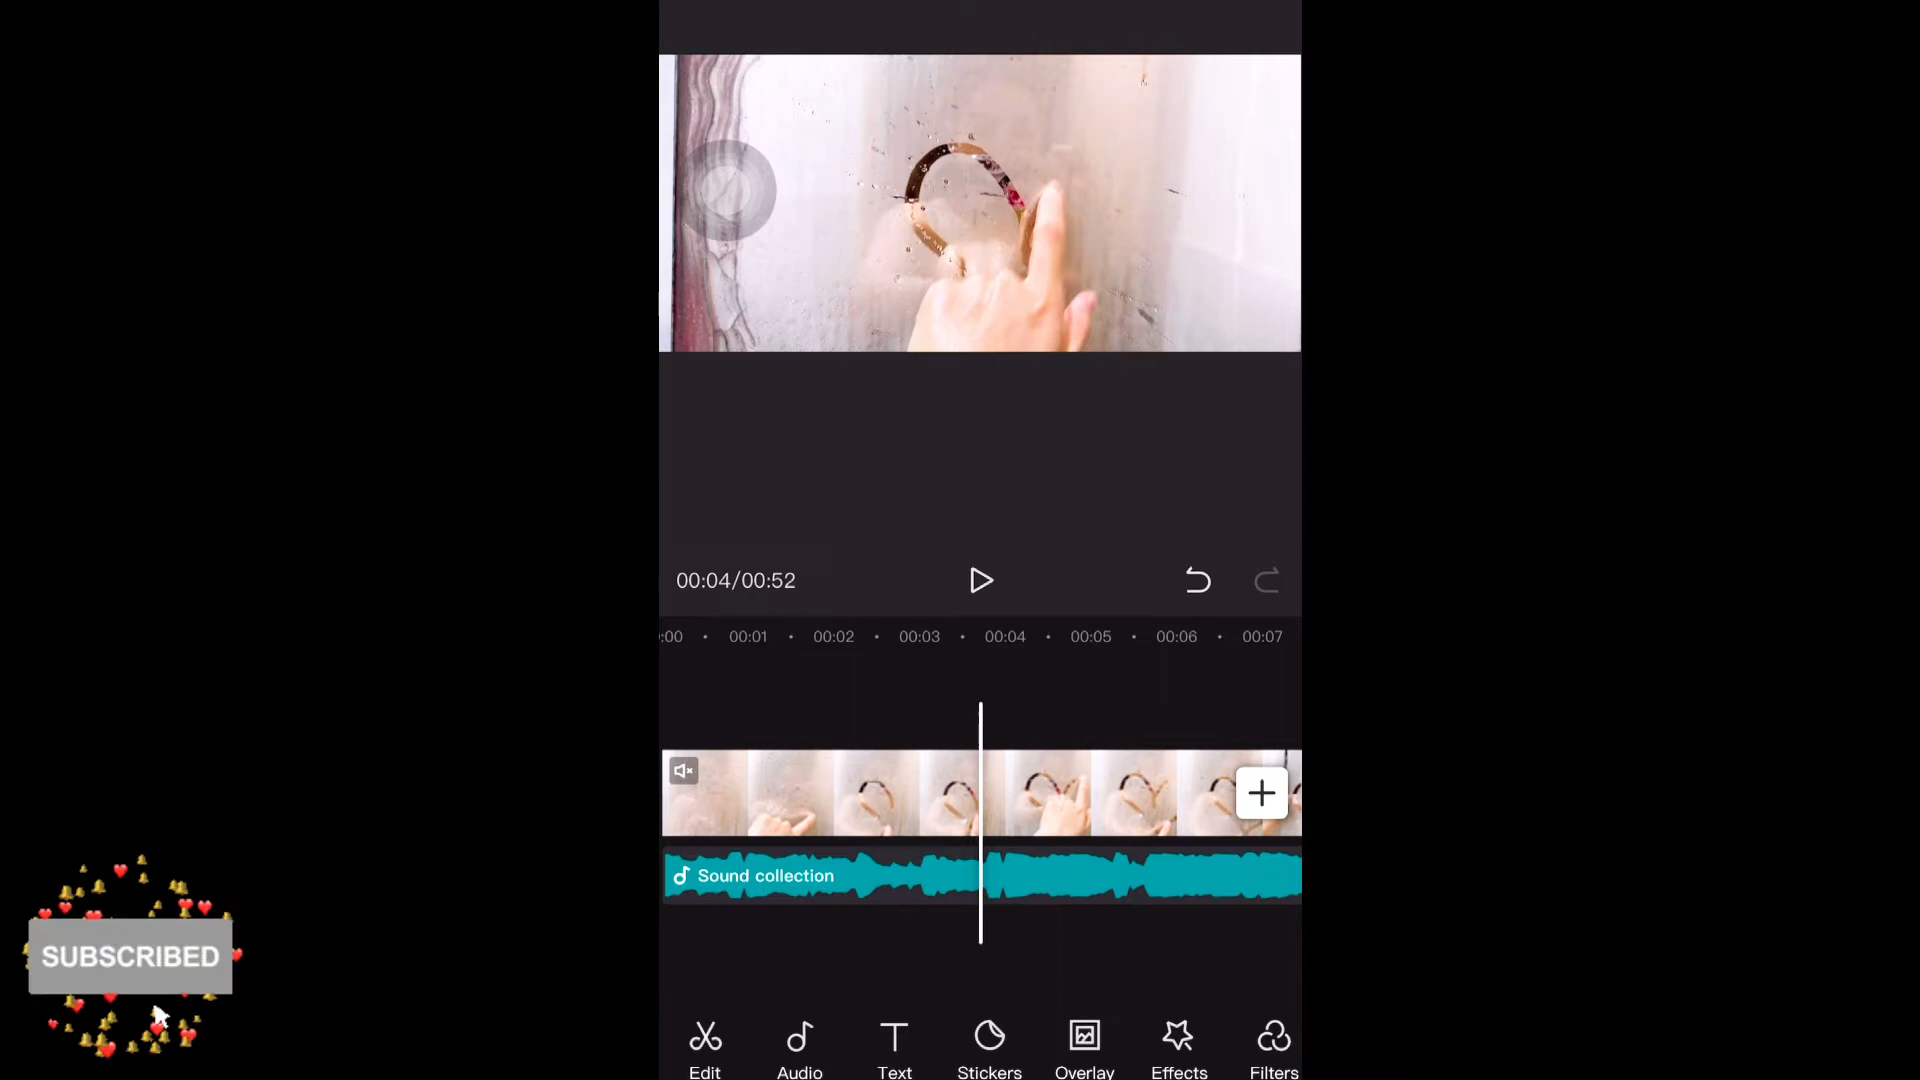 00:04/00:52
:00 00:01 00:02 00:03 00:04 00:05 00:06 00:07
Sound collection
SUBSCRIBED
Edit Audio Text Stickers Overlay Effects Filters